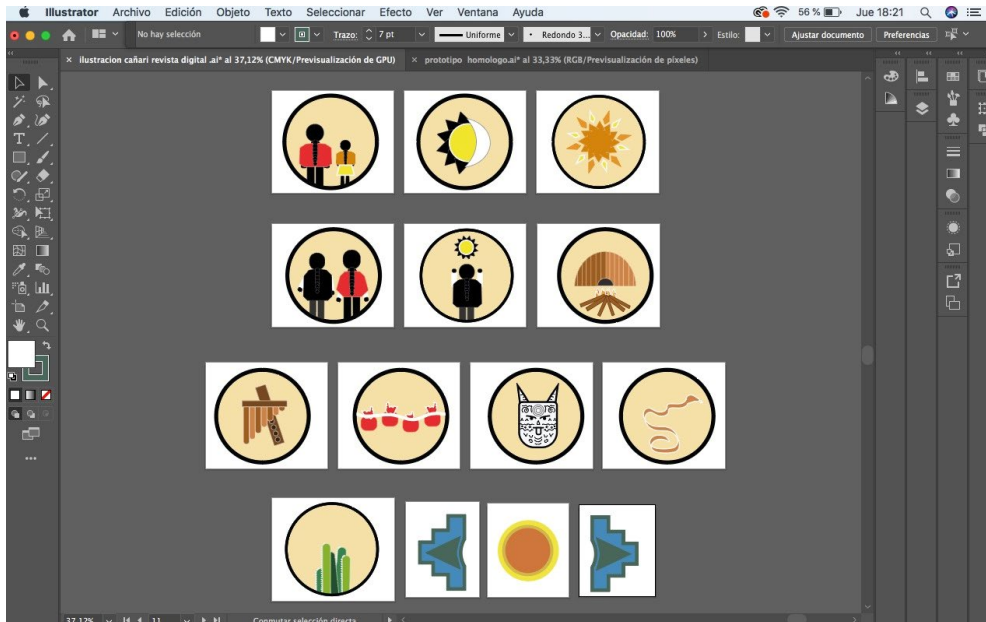 Illustrator Archivo Edición Objeto Texto Seleccionar Efecto Ver Ventana Ayuda 56 % Jue 18:21
No hay selección Trazo: 7 pt Uniforme Redondo 3... Opacidad: 100% Estilo: Ajustar documento Preferencias
× ilustracion cañari revista digital .ai* al 37,12% (CMYK/Previsualización de GPU) × prototipo homologo.ai* al 33,33% (RGB/Previsualización de píxeles)
37,12% 11 Conmutar selección directa